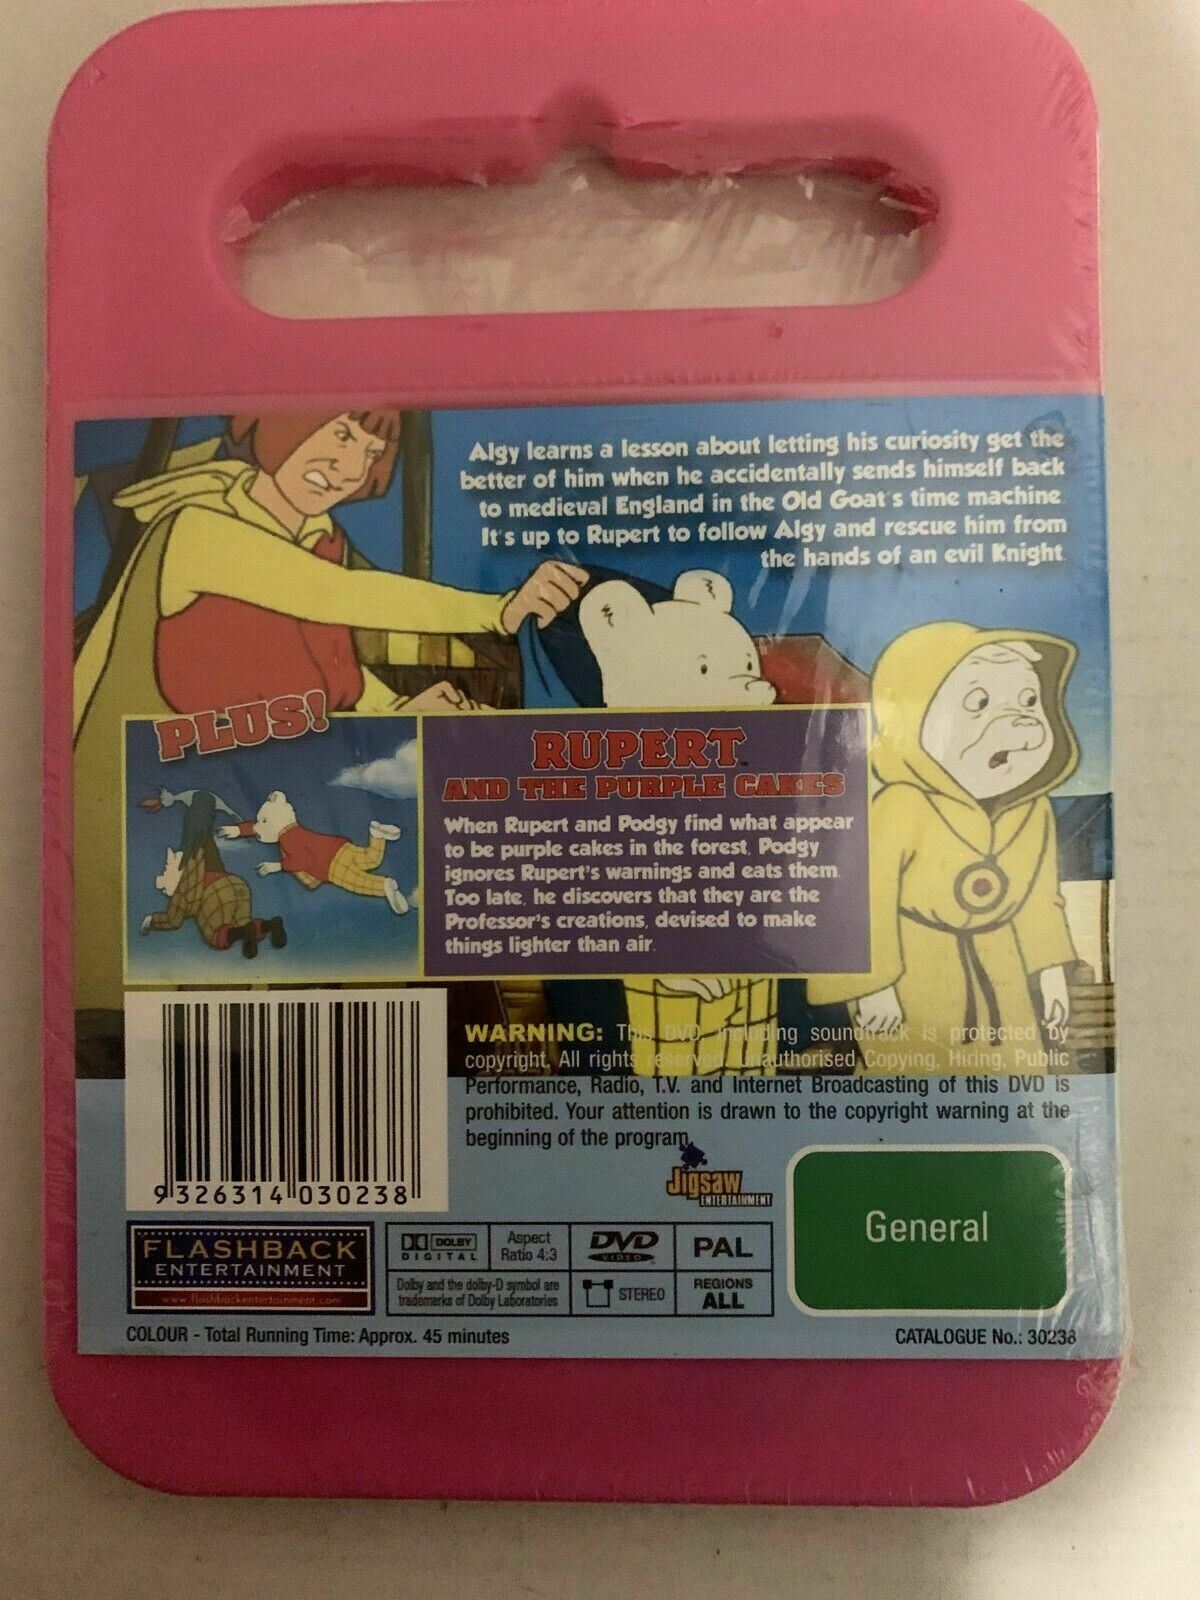 Algy learns a lesson about letting his curiosity get the
better of him when he accidentally sends himself back
to medieval England in the Old Goat's time machine.
It's up to Rupert to follow Algy and rescue him from
the hands of an evil Knight.
PLUS!
RUPERT™
AND THE PURPLE CAKES
When Rupert and Podgy find what appear
to be purple cakes in the forest, Podgy
ignores Rupert's warnings and eats them.
Too late, he discovers that they are the
Professor's creations, devised to make
things lighter than air.
WARNING: This DVD including soundtrack is protected by
copyright. All rights reserved. Unauthorised Copying, Hiring, Public
Performance, Radio, T.V. and Internet Broadcasting of this DVD is
prohibited. Your attention is drawn to the copyright warning at the
beginning of the program.
9 326314 030238
Jigsaw
ENTERTAINMENT
General
FLASHBACK
ENTERTAINMENT
www.flashbackentertainment.com
DOLBY
DIGITAL
Aspect
Ratio 4:3
DVD
VIDEO
PAL
Dolby and the dolby-D symbol are
trademarks of Dolby Laboratories
STEREO
REGIONS
ALL
COLOUR - Total Running Time: Approx. 45 minutes
CATALOGUE No.: 30238